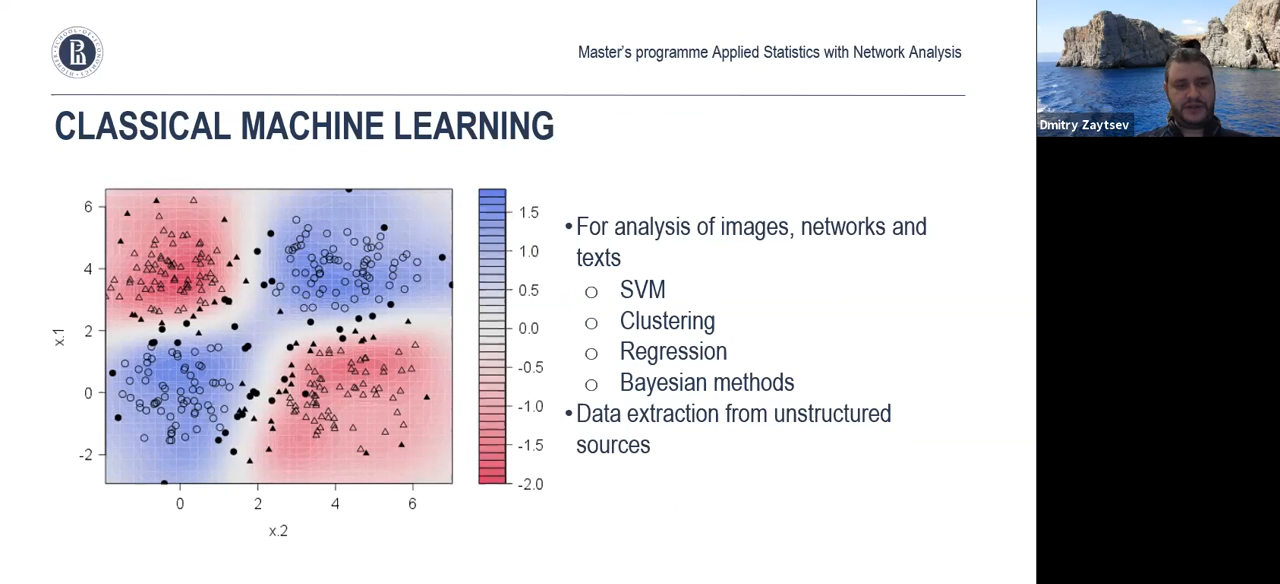 Master's programme Applied Statistics with Network Analysis
CLASSICAL MACHINE LEARNING
6
4
2
0
-2
x.1
0
2
4
6
x.2
1.5
1.0
0.5
0.0
-0.5
-1.0
-1.5
-2.0
•For analysis of images, networks and
texts
o SVM
o Clustering
o Regression
o Bayesian methods
•Data extraction from unstructured
sources
Dmitry Zaytsev